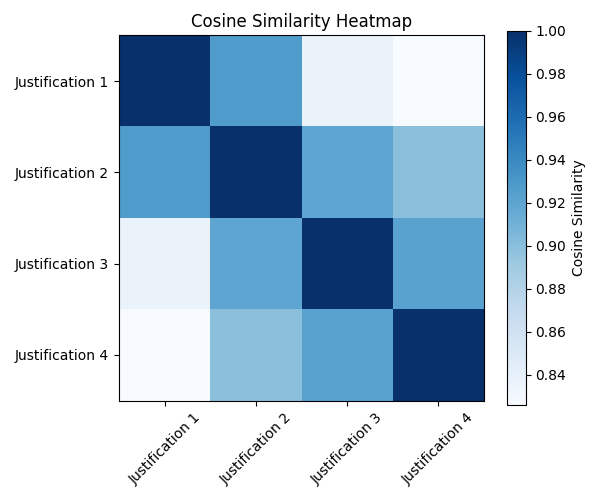 Cosine Similarity Heatmap
Justification 1
Justification 2
Justification 3
Justification 4
Justification 1
Justification 2
Justification 3
Justification 4
1.00
0.98
0.96
0.94
0.92
0.90
0.88
0.86
0.84
Cosine Similarity